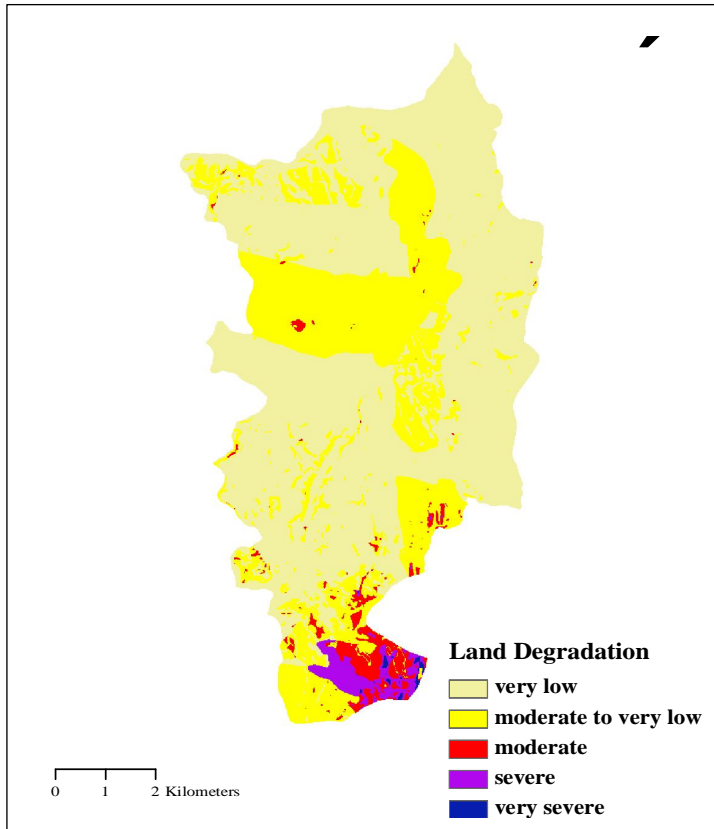 Land Degradation
very low
moderate to very low
moderate
severe
very severe
0 1 2 Kilometers